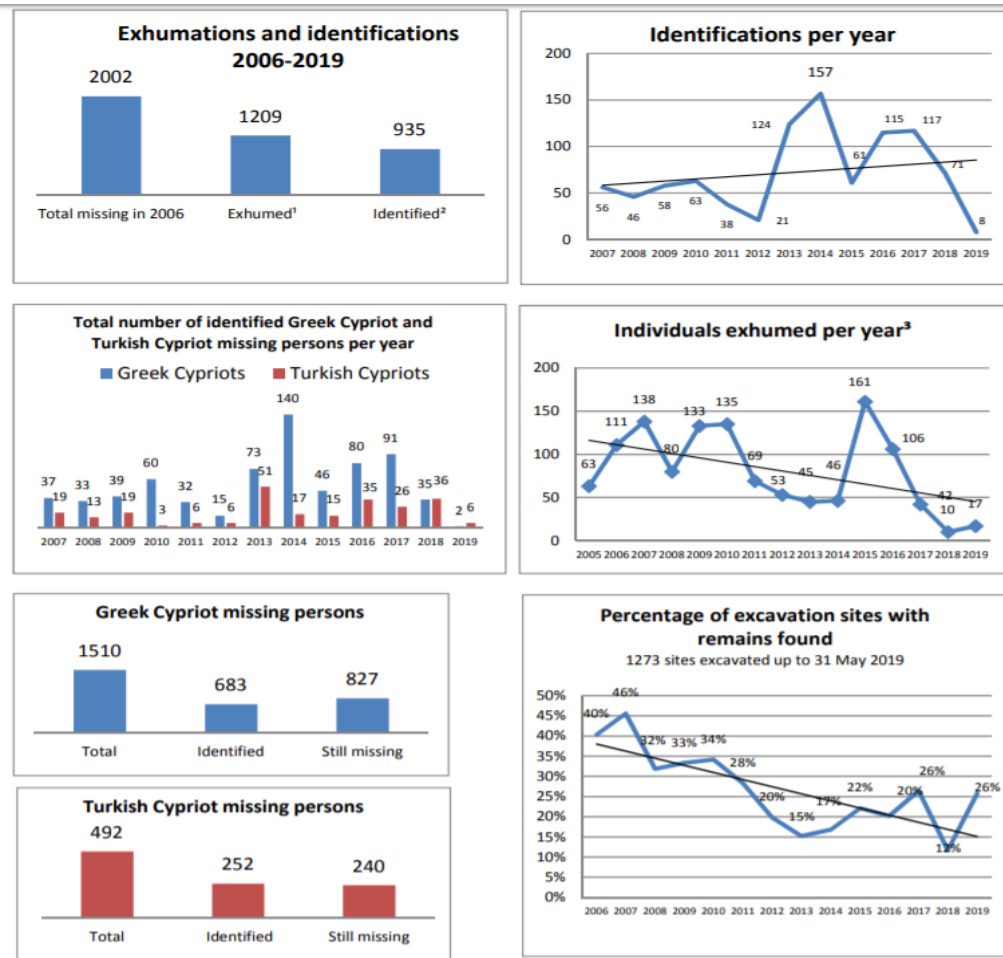 Exhumations and identifications
2006-2019
2002
1209
935
Total missing in 2006 Exhumed¹ Identified²
Identifications per year
200
150
100
50
0
157
124
115
117
61
71
56
46
58
63
38
21
8
2007 2008 2009 2010 2011 2012 2013 2014 2015 2016 2017 2018 2019
Total number of identified Greek Cypriot and
Turkish Cypriot missing persons per year
Greek Cypriots Turkish Cypriots
37 33 39 60 32 15 73 140 46 80 91 35 2
19 13 19 3 6 6 51 17 15 35 26 36 6
2007 2008 2009 2010 2011 2012 2013 2014 2015 2016 2017 2018 2019
Individuals exhumed per year³
200
150
100
50
0
63 111 138 80 133 135 69 53 45 46 161 106 42 10 17
2005 2006 2007 2008 2009 2010 2011 2012 2013 2014 2015 2016 2017 2018 2019
Greek Cypriot missing persons
1510
683
827
Total Identified Still missing
Turkish Cypriot missing persons
492
252
240
Total Identified Still missing
Percentage of excavation sites with
remains found
1273 sites excavated up to 31 May 2019
50%
45%
40%
35%
30%
25%
20%
15%
10%
5%
0%
40% 46% 32% 33% 34% 28% 20% 15% 17% 22% 20% 26% 12% 26%
2006 2007 2008 2009 2010 2011 2012 2013 2014 2015 2016 2017 2018 2019